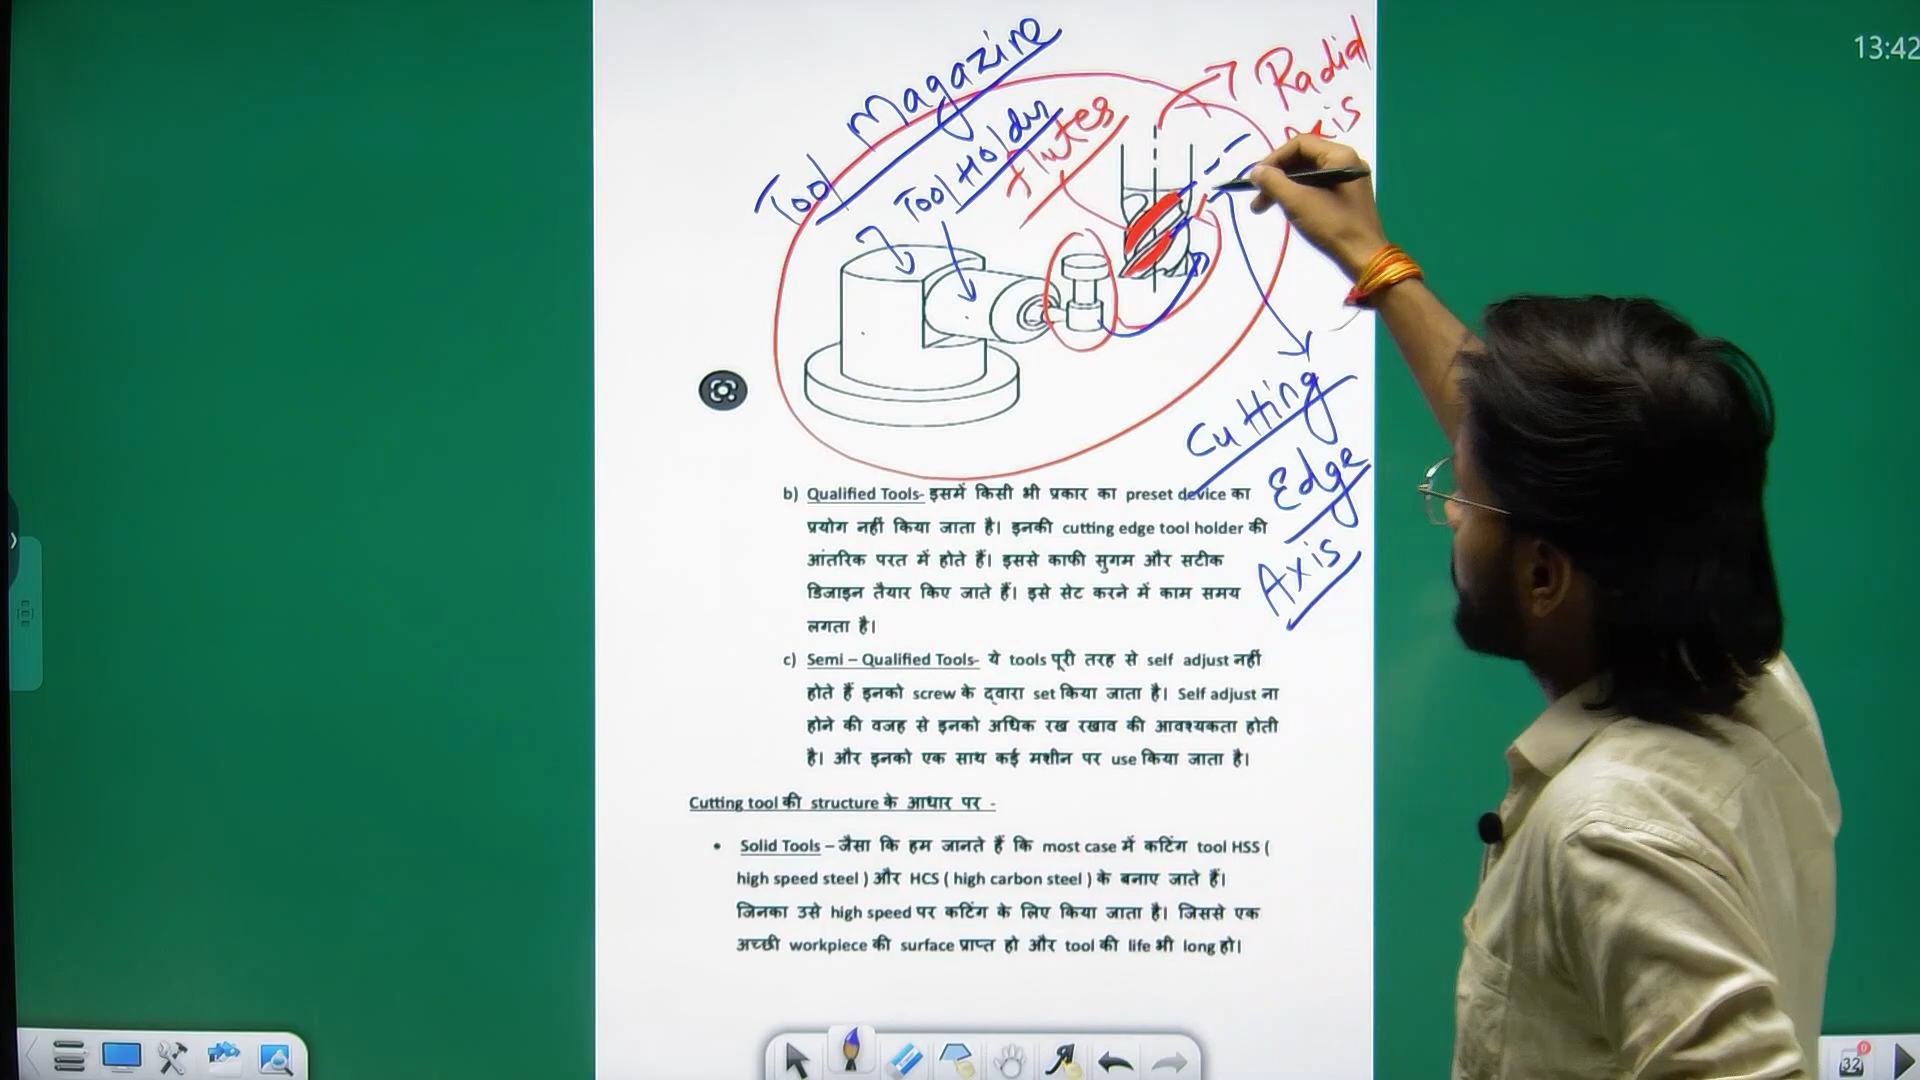 13:42
Tool Magazine
Tool Holder
Flutes
Radial
Axis
Cutting
Edge
Axis
b) Qualified Tools- इसमें किसी भी प्रकार का preset device का
प्रयोग नहीं किया जाता है। इनकी cutting edge tool holder की
आंतरिक परत में होते हैं। इससे काफी सुगम और सटीक
डिजाइन तैयार किए जाते हैं। इसे सेट करने में काम समय
लगता है।
c) Semi – Qualified Tools- ये tools पूरी तरह से self adjust नहीं
होते हैं इनको screw के द्वारा set किया जाता है। Self adjust ना
होने की वजह से इनको अधिक रख रखाव की आवश्यकता होती
है। और इनको एक साथ कई मशीन पर use किया जाता है।
Cutting tool की structure के आधार पर -
• Solid Tools – जैसा कि हम जानते हैं कि most case में कटिंग tool HSS (
high speed steel ) और HCS ( high carbon steel ) के बनाए जाते हैं।
जिनका उसे high speed पर कटिंग के लिए किया जाता है। जिससे एक
अच्छी workpiece की surface प्राप्त हो और tool की life भी long हो।
32
0